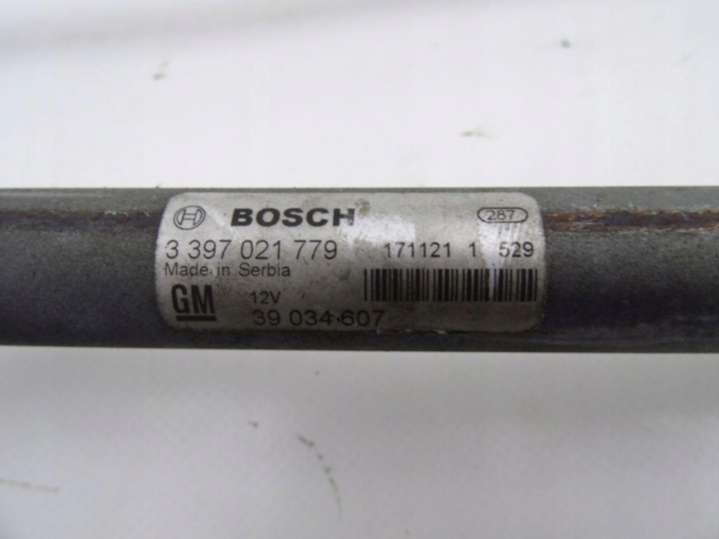 BOSCH 287
3 397 021 779 171121 1 529
Made in Serbia
GM 12V
39 034 607